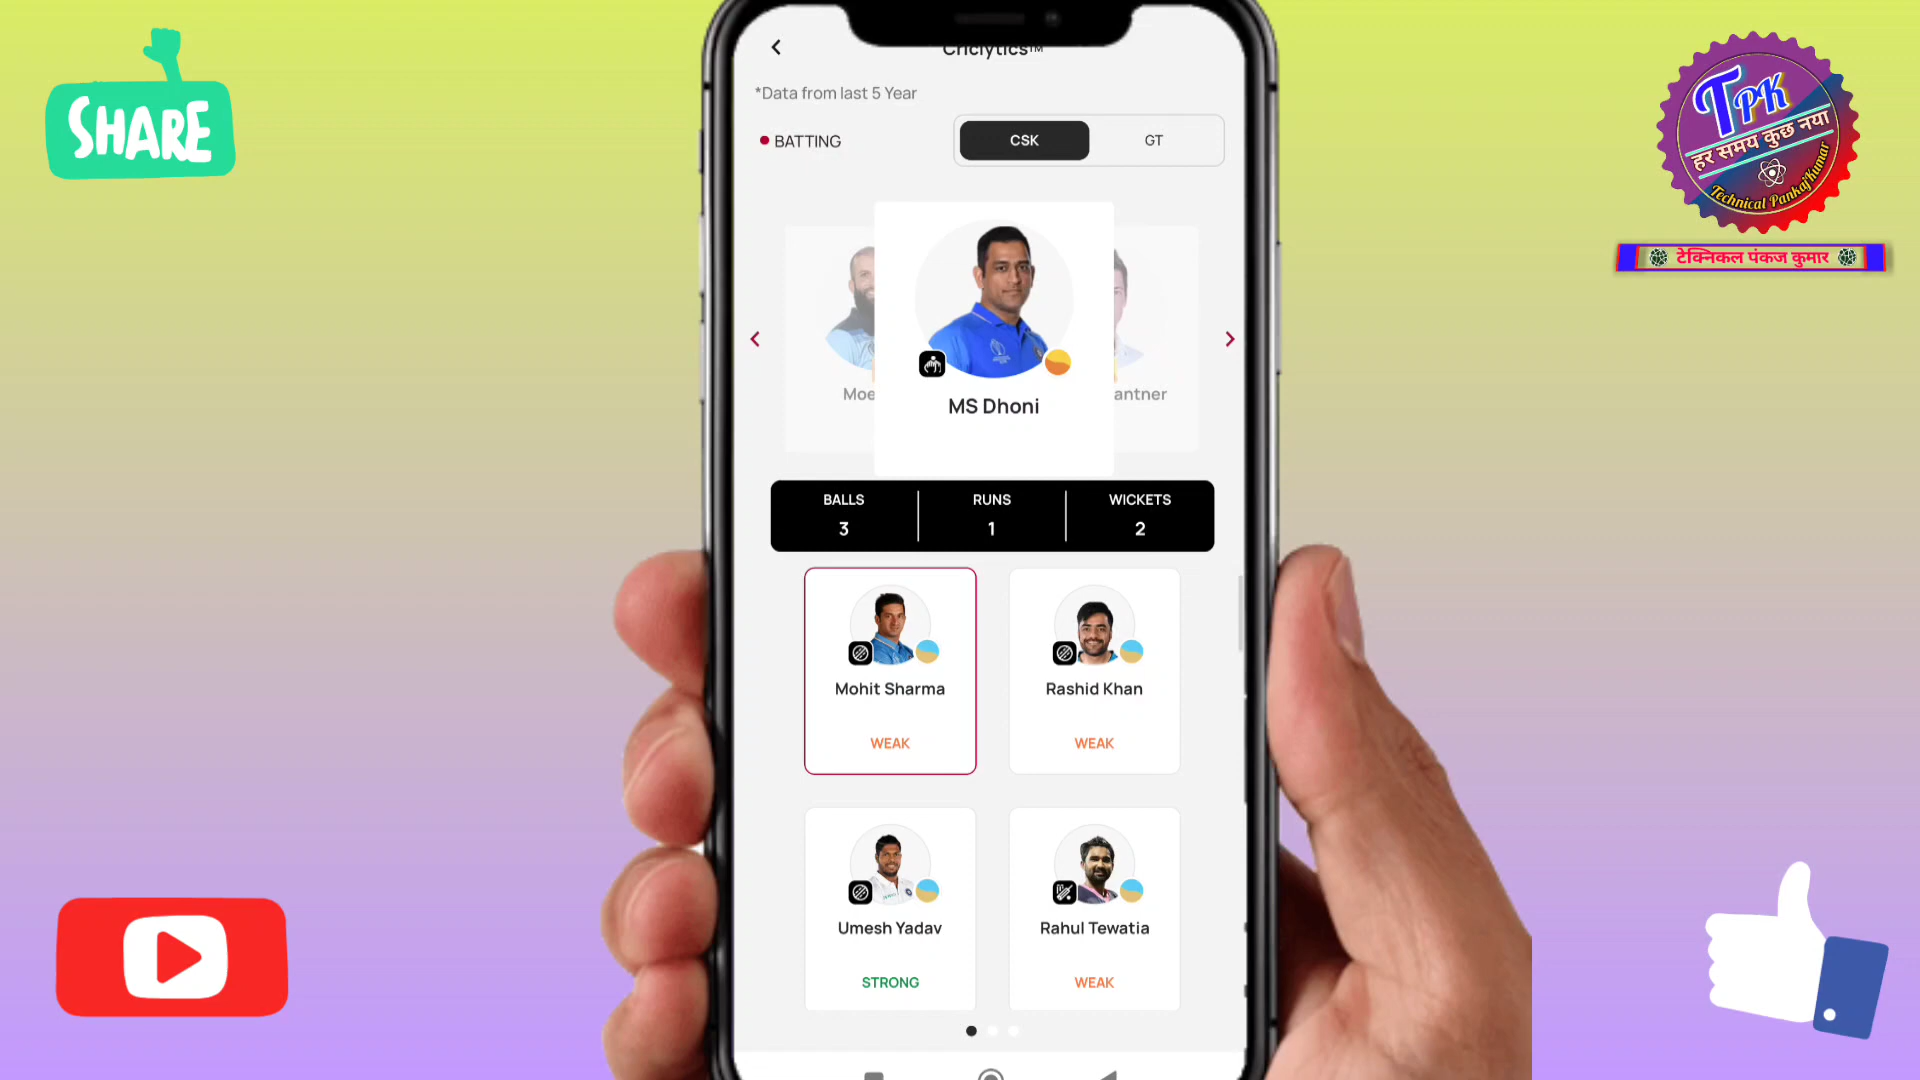 SHARE
Criclytics™
*Data from last 5 Year
BATTING
CSK
GT
TPK
हर समय कुछ नया
Technical PankajKumar
टेक्निकल पंकज कुमार
Moe
MS Dhoni
antner
BALLS
RUNS
WICKETS
3
1
2
Mohit Sharma
Rashid Khan
WEAK
WEAK
Umesh Yadav
Rahul Tewatia
STRONG
WEAK